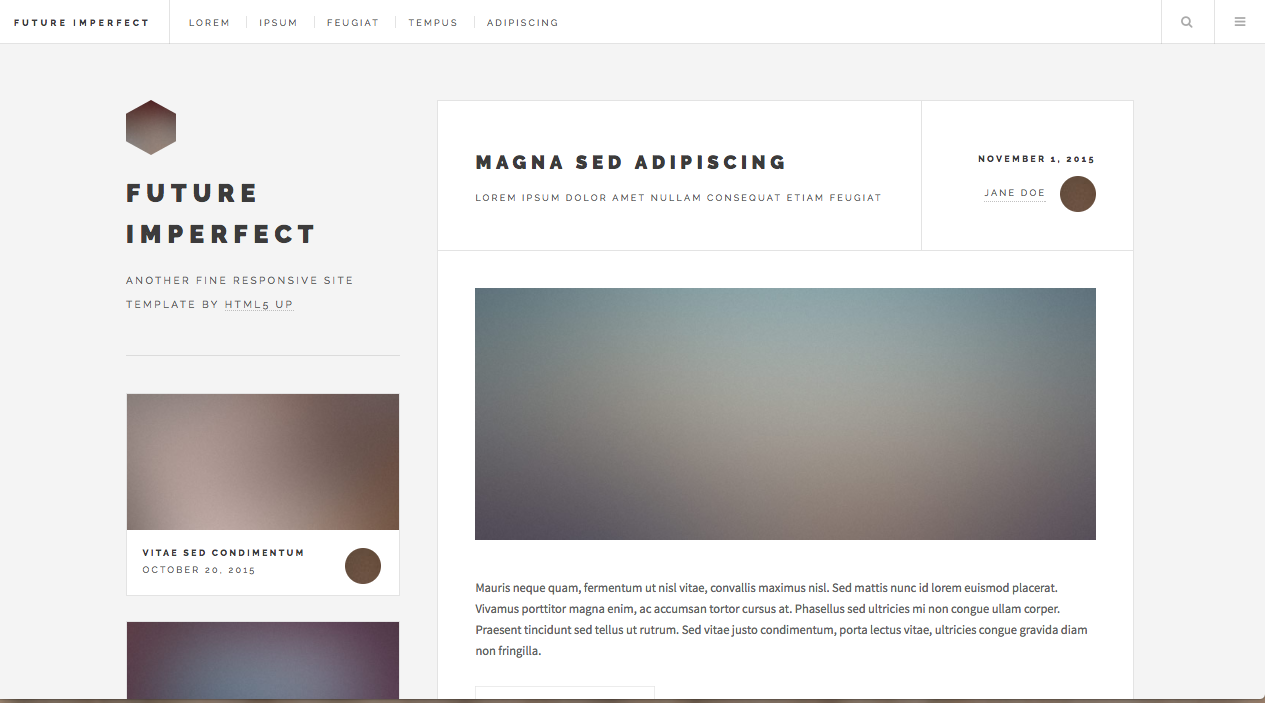 FUTURE IMPERFECT
LOREM
IPSUM
FEUGIAT
TEMPUS
ADIPISCING
FUTURE
IMPERFECT
ANOTHER FINE RESPONSIVE SITE
TEMPLATE BY HTML5 UP
VITAE SED CONDIMENTUM
OCTOBER 20, 2015
MAGNA SED ADIPISCING
LOREM IPSUM DOLOR AMET NULLAM CONSEQUAT ETIAM FEUGIAT
NOVEMBER 1, 2015
JANE DOE
Mauris neque quam, fermentum ut nisl vitae, convallis maximus nisl. Sed mattis nunc id lorem euismod placerat.
Vivamus porttitor magna enim, ac accumsan tortor cursus at. Phasellus sed ultricies mi non congue ullam corper.
Praesent tincidunt sed tellus ut rutrum. Sed vitae justo condimentum, porta lectus vitae, ultricies congue gravida diam
non fringilla.